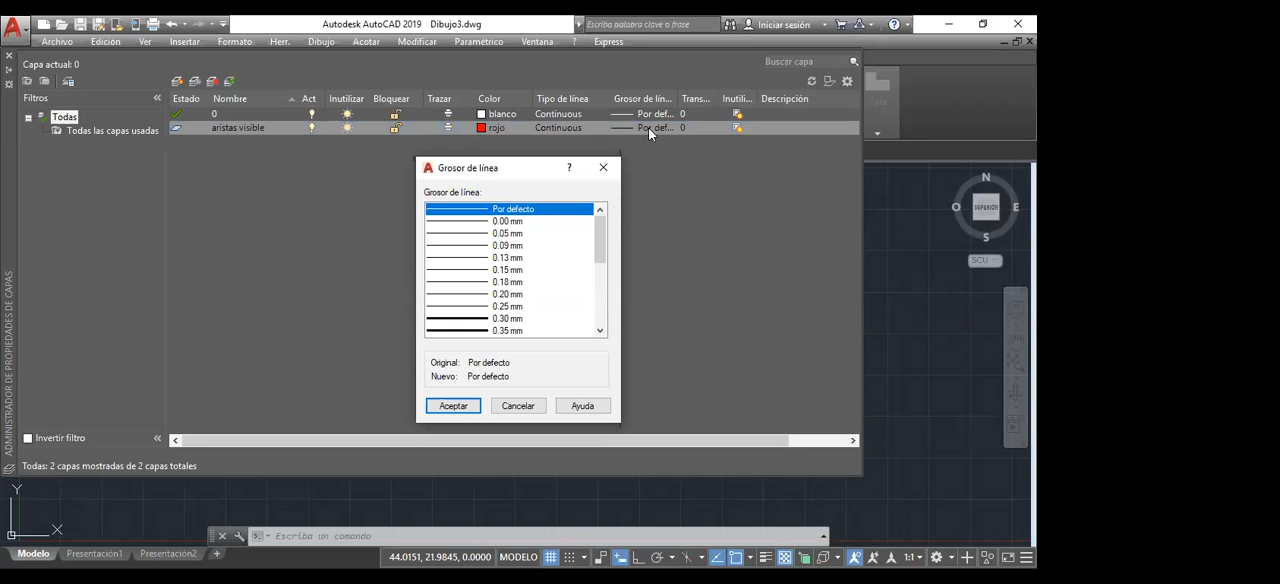 Autodesk AutoCAD 2019 Dibujo3.dwg
Escriba palabra clave o frase
Iniciar sesión
Archivo Edición Ver Insertar Formato Herr. Dibujo Acotar Modificar Paramétrico Ventana ? Express
Capa actual: 0
Buscar capa
Filtros
Estado Nombre Act Inutilizar Bloquear Trazar Color Tipo de línea Grosor de lín... Trans... Inutili... Descripción
Todas
0 blanco Continuous Por def... 0
Todas las capas usadas
aristas visible rojo Continuous Por def... 0
Grosor de línea ?
Grosor de línea:
Por defecto
0.00 mm
0.05 mm
0.09 mm
0.13 mm
0.15 mm
0.18 mm
0.20 mm
0.25 mm
0.30 mm
0.35 mm
Original: Por defecto
Nuevo: Por defecto
Aceptar Cancelar Ayuda
Invertir filtro
Todas: 2 capas mostradas de 2 capas totales
ADMINISTRADOR DE PROPIEDADES DE CAPAS
N
O SUPERIOR E
S
SCU
Y
X
Escriba un comando
Modelo Presentación1 Presentación2 +
44.0151, 21.9845, 0.0000 MODELO 1:1